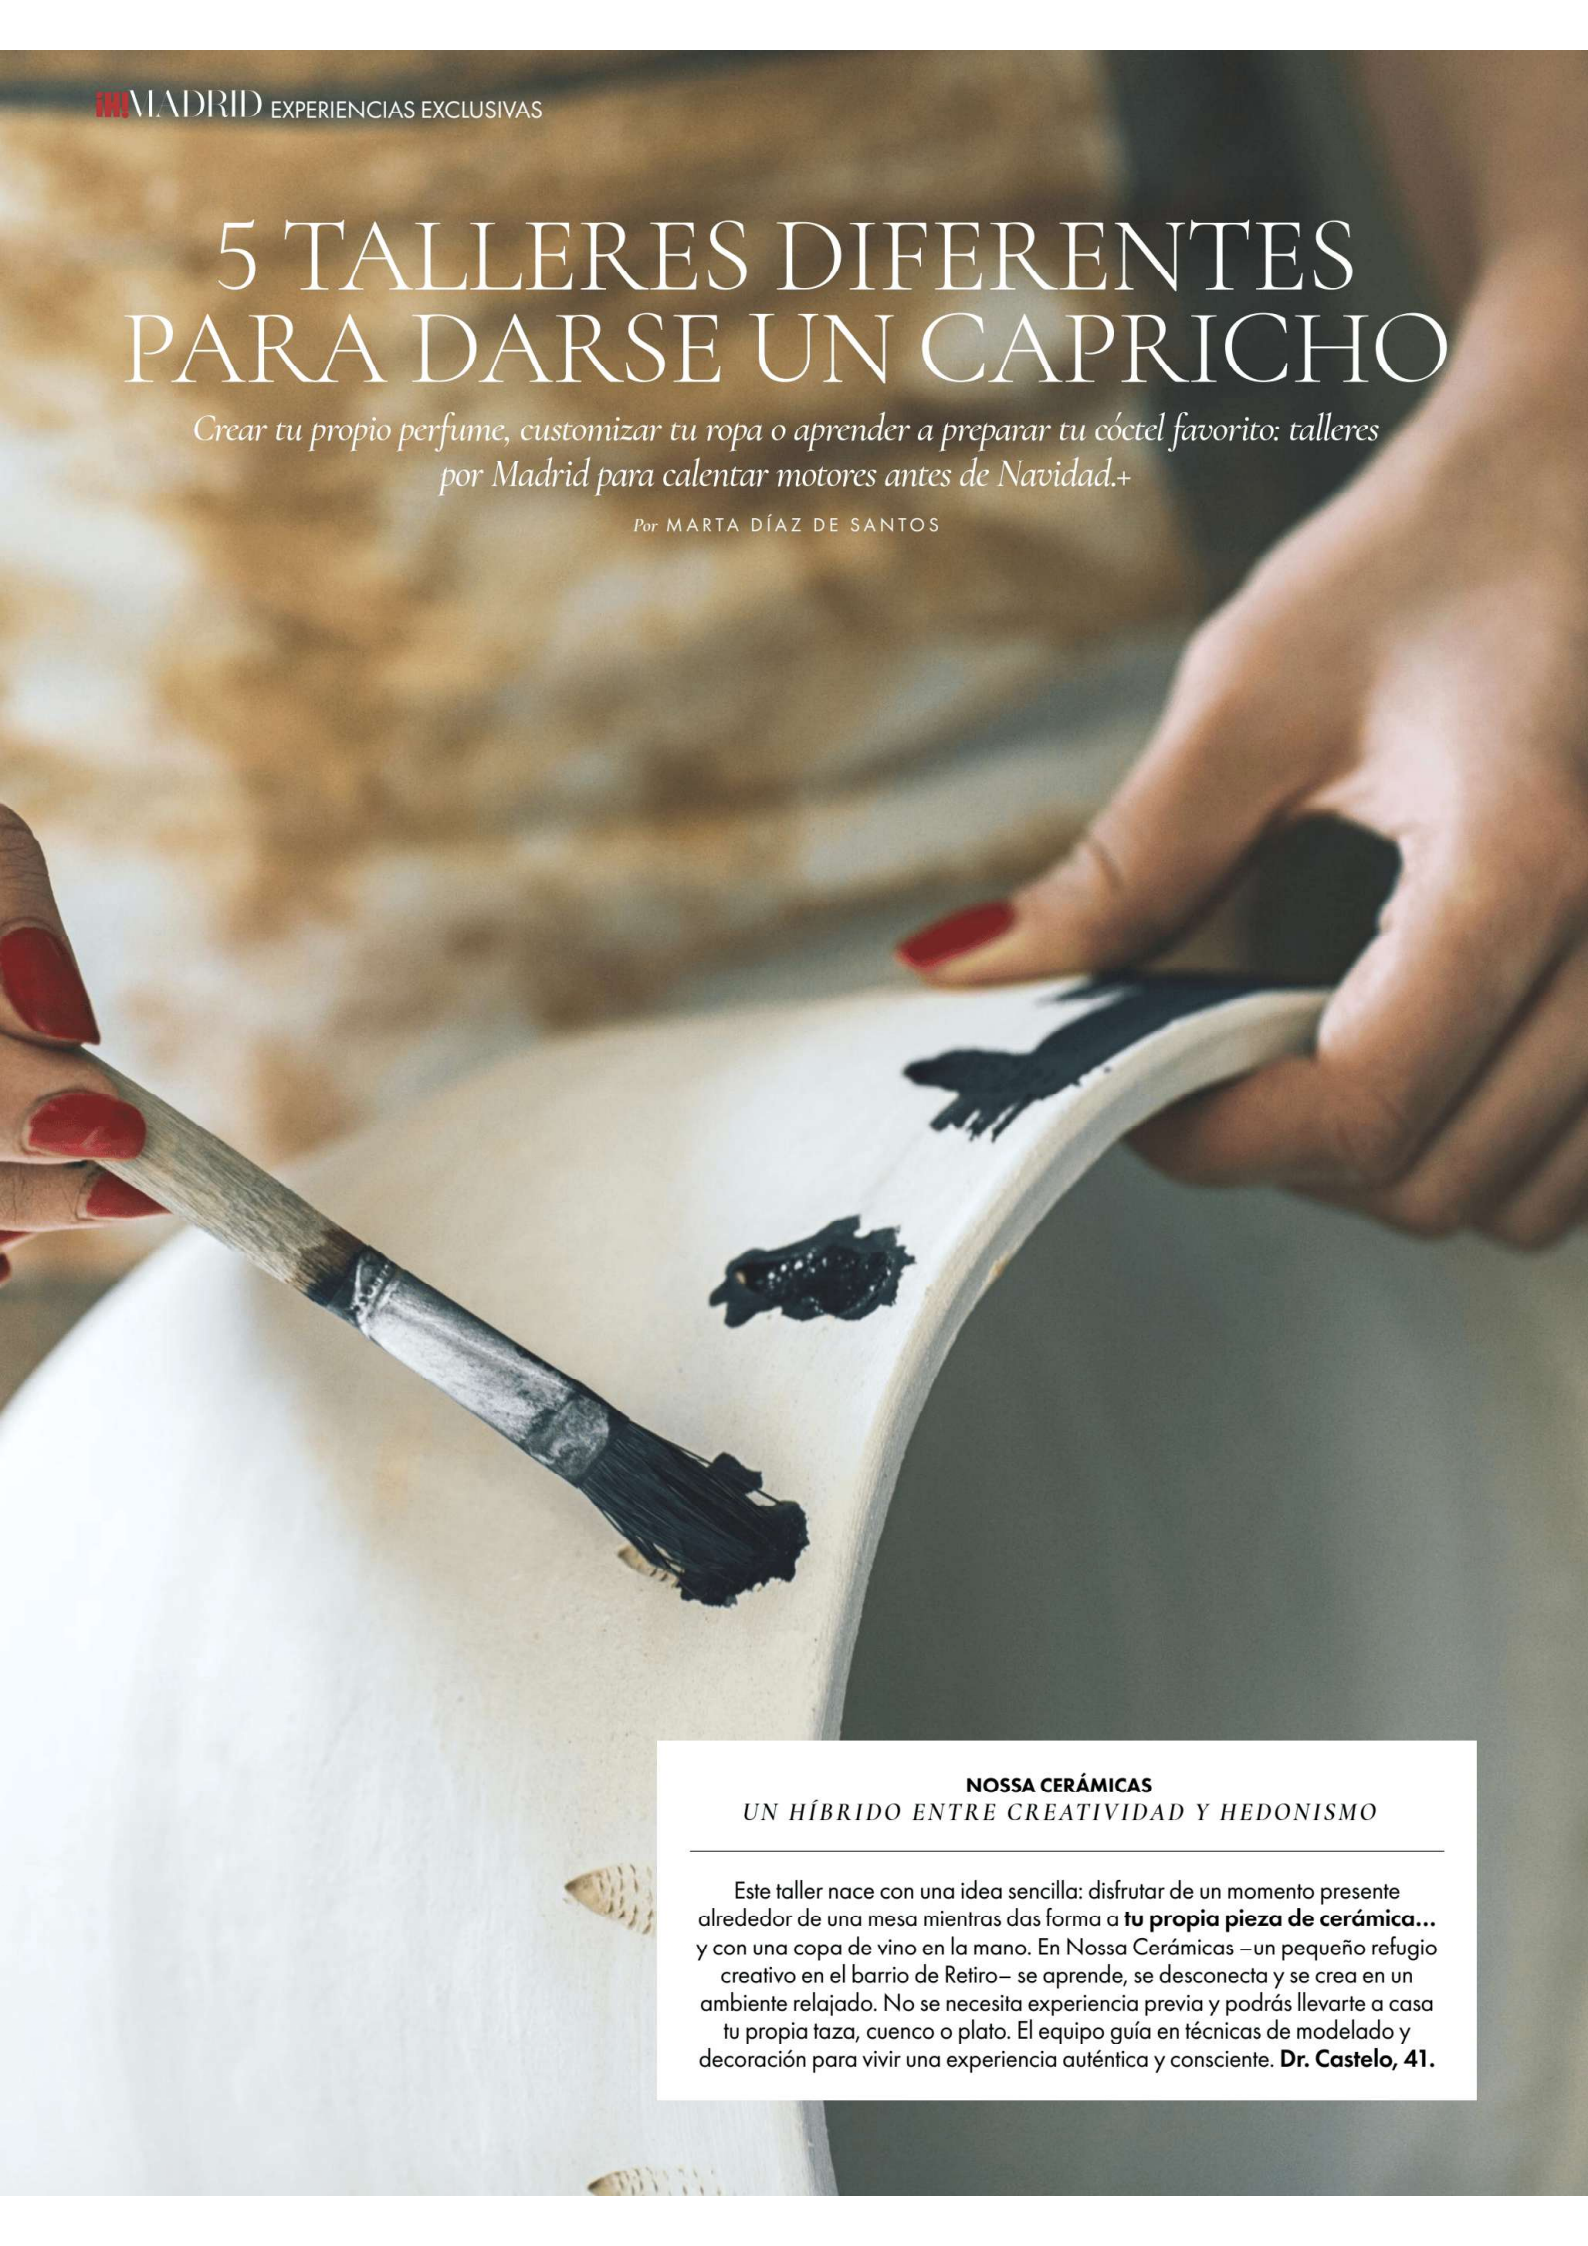 ¡H! MADRID EXPERIENCIAS EXCLUSIVAS
5 TALLERES DIFERENTES
PARA DARSE UN CAPRICHO
Crear tu propio perfume, customizar tu ropa o aprender a preparar tu cóctel favorito: talleres
por Madrid para calentar motores antes de Navidad.+
Por MARTA DÍAZ DE SANTOS
NOSSA CERÁMICAS
UN HÍBRIDO ENTRE CREATIVIDAD Y HEDONISMO
Este taller nace con una idea sencilla: disfrutar de un momento presente
alrededor de una mesa mientras das forma a tu propia pieza de cerámica...
y con una copa de vino en la mano. En Nossa Cerámicas –un pequeño refugio
creativo en el barrio de Retiro– se aprende, se desconecta y se crea en un
ambiente relajado. No se necesita experiencia previa y podrás llevarte a casa
tu propia taza, cuenco o plato. El equipo guía en técnicas de modelado y
decoración para vivir una experiencia auténtica y consciente. Dr. Castelo, 41.